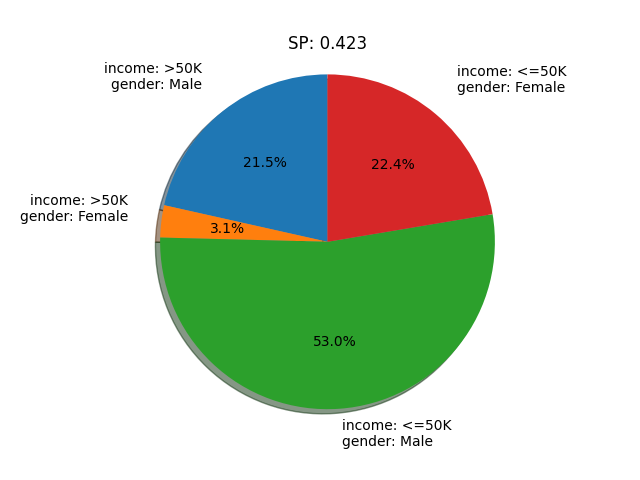 SP: 0.423
income: >50K
gender: Male
income: <=50K
gender: Female
21.5%
22.4%
income: >50K
gender: Female
3.1%
53.0%
income: <=50K
gender: Male